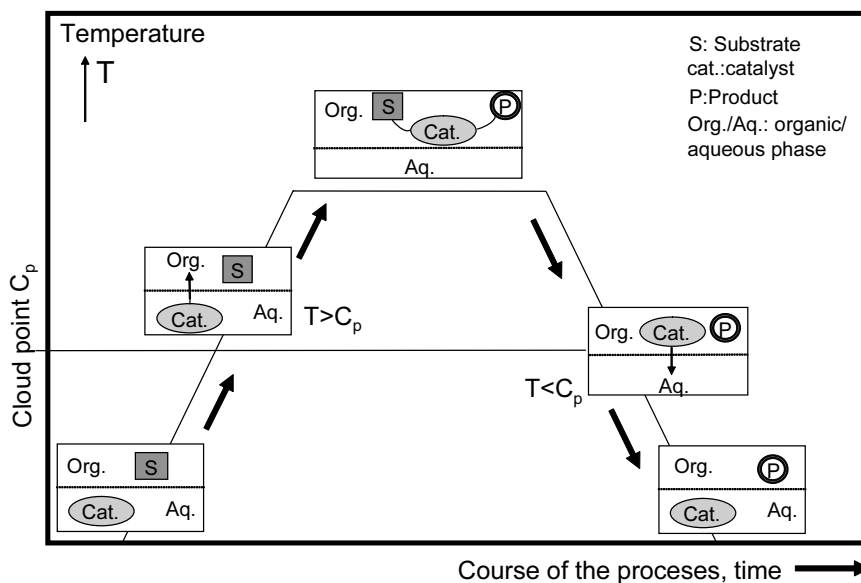 Temperature
T
S: Substrate
cat.:catalyst
P:Product
Org./Aq.: organic/
aqueous phase
Org.
S
P
Cat.
Aq.
Org.
S
Cat.
Aq.
T>Cp
Cloud point Cp
Org.
Cat.
P
Aq.
T<Cp
Org.
S
Cat.
Aq.
Org.
P
Cat.
Aq.
Course of the proceses, time